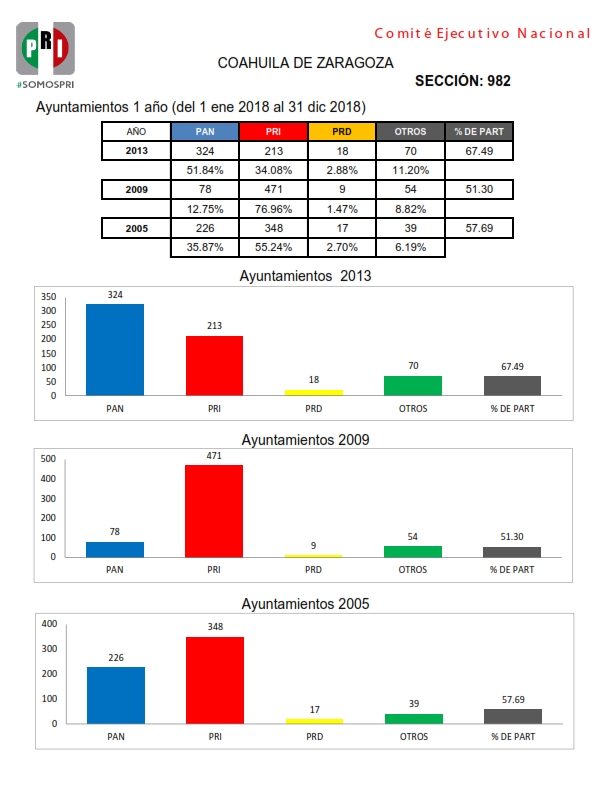 PRI
#SOMOSPRI
Comité Ejecutivo Nacional
COAHUILA DE ZARAGOZA
SECCIÓN: 982
Ayuntamientos 1 año (del 1 ene 2018 al 31 dic 2018)
AÑO PAN PRI PRD OTROS % DE PART
2013 324 213 18 70 67.49
51.84% 34.08% 2.88% 11.20%
2009 78 471 9 54 51.30
12.75% 76.96% 1.47% 8.82%
2005 226 348 17 39 57.69
35.87% 55.24% 2.70% 6.19%
Ayuntamientos 2013
350
300
250
200
150
100
50
0
324
213
18
70
67.49
PAN PRI PRD OTROS % DE PART
Ayuntamientos 2009
500
400
300
200
100
0
78
471
9
54
51.30
PAN PRI PRD OTROS % DE PART
Ayuntamientos 2005
400
300
200
100
0
226
348
17
39
57.69
PAN PRI PRD OTROS % DE PART